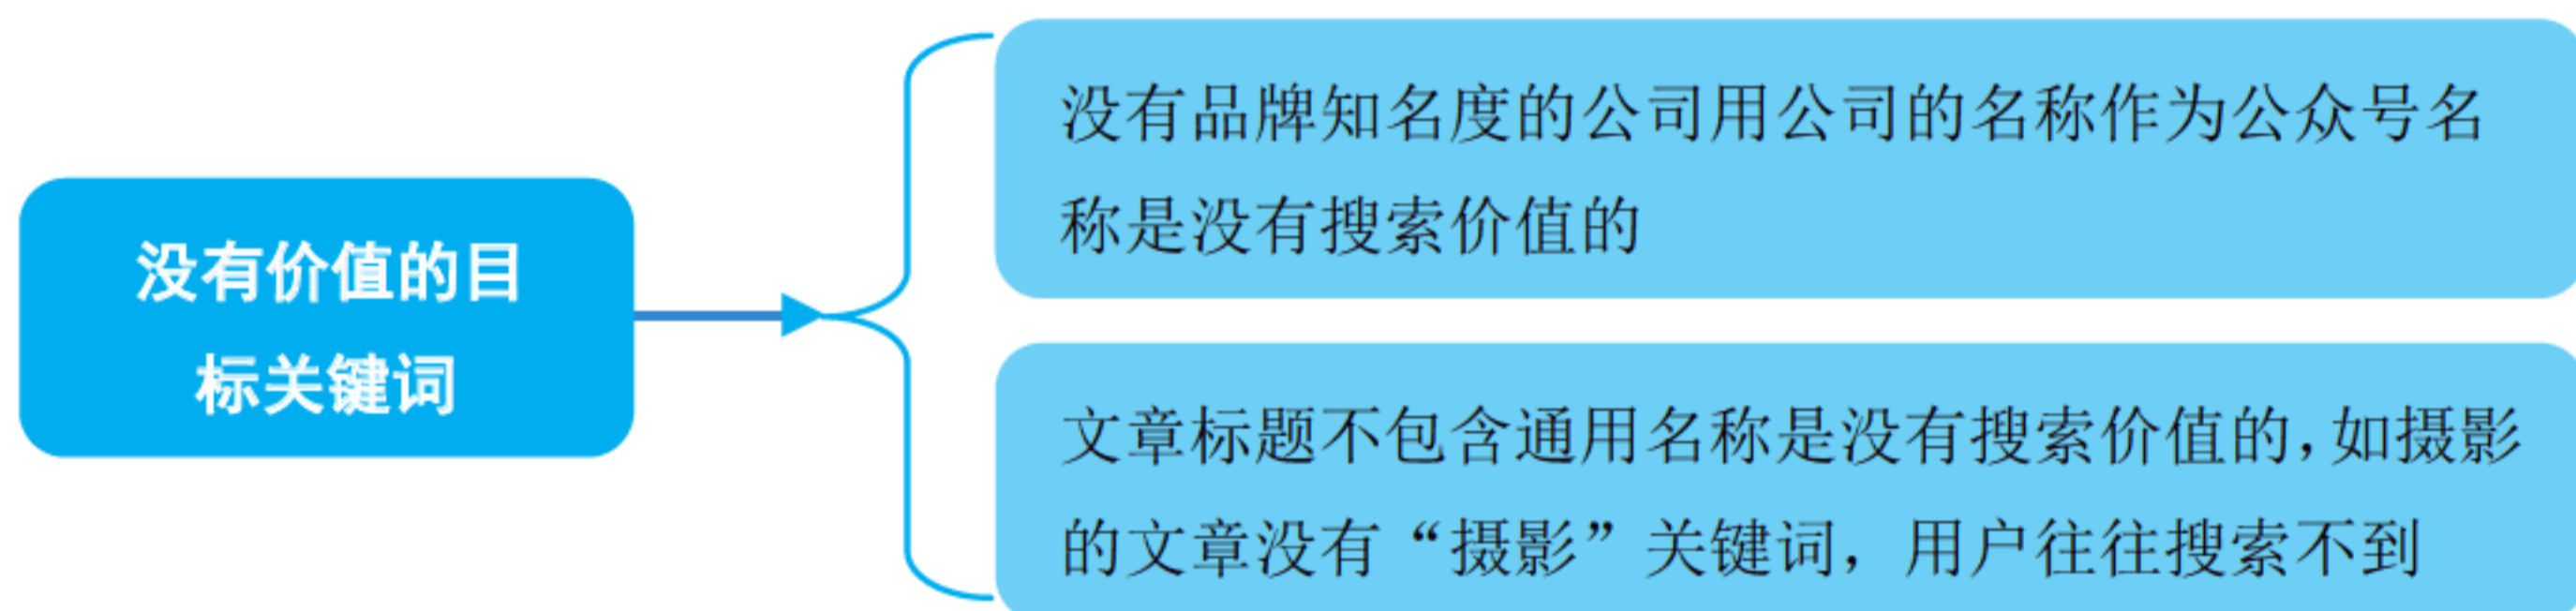 没有价值的目
标关键词
没有品牌知名度的公司用公司的名称作为公众号名
称是没有搜索价值的
文章标题不包含通用名称是没有搜索价值的，如摄影
的文章没有“摄影”关键词，用户往往搜索不到